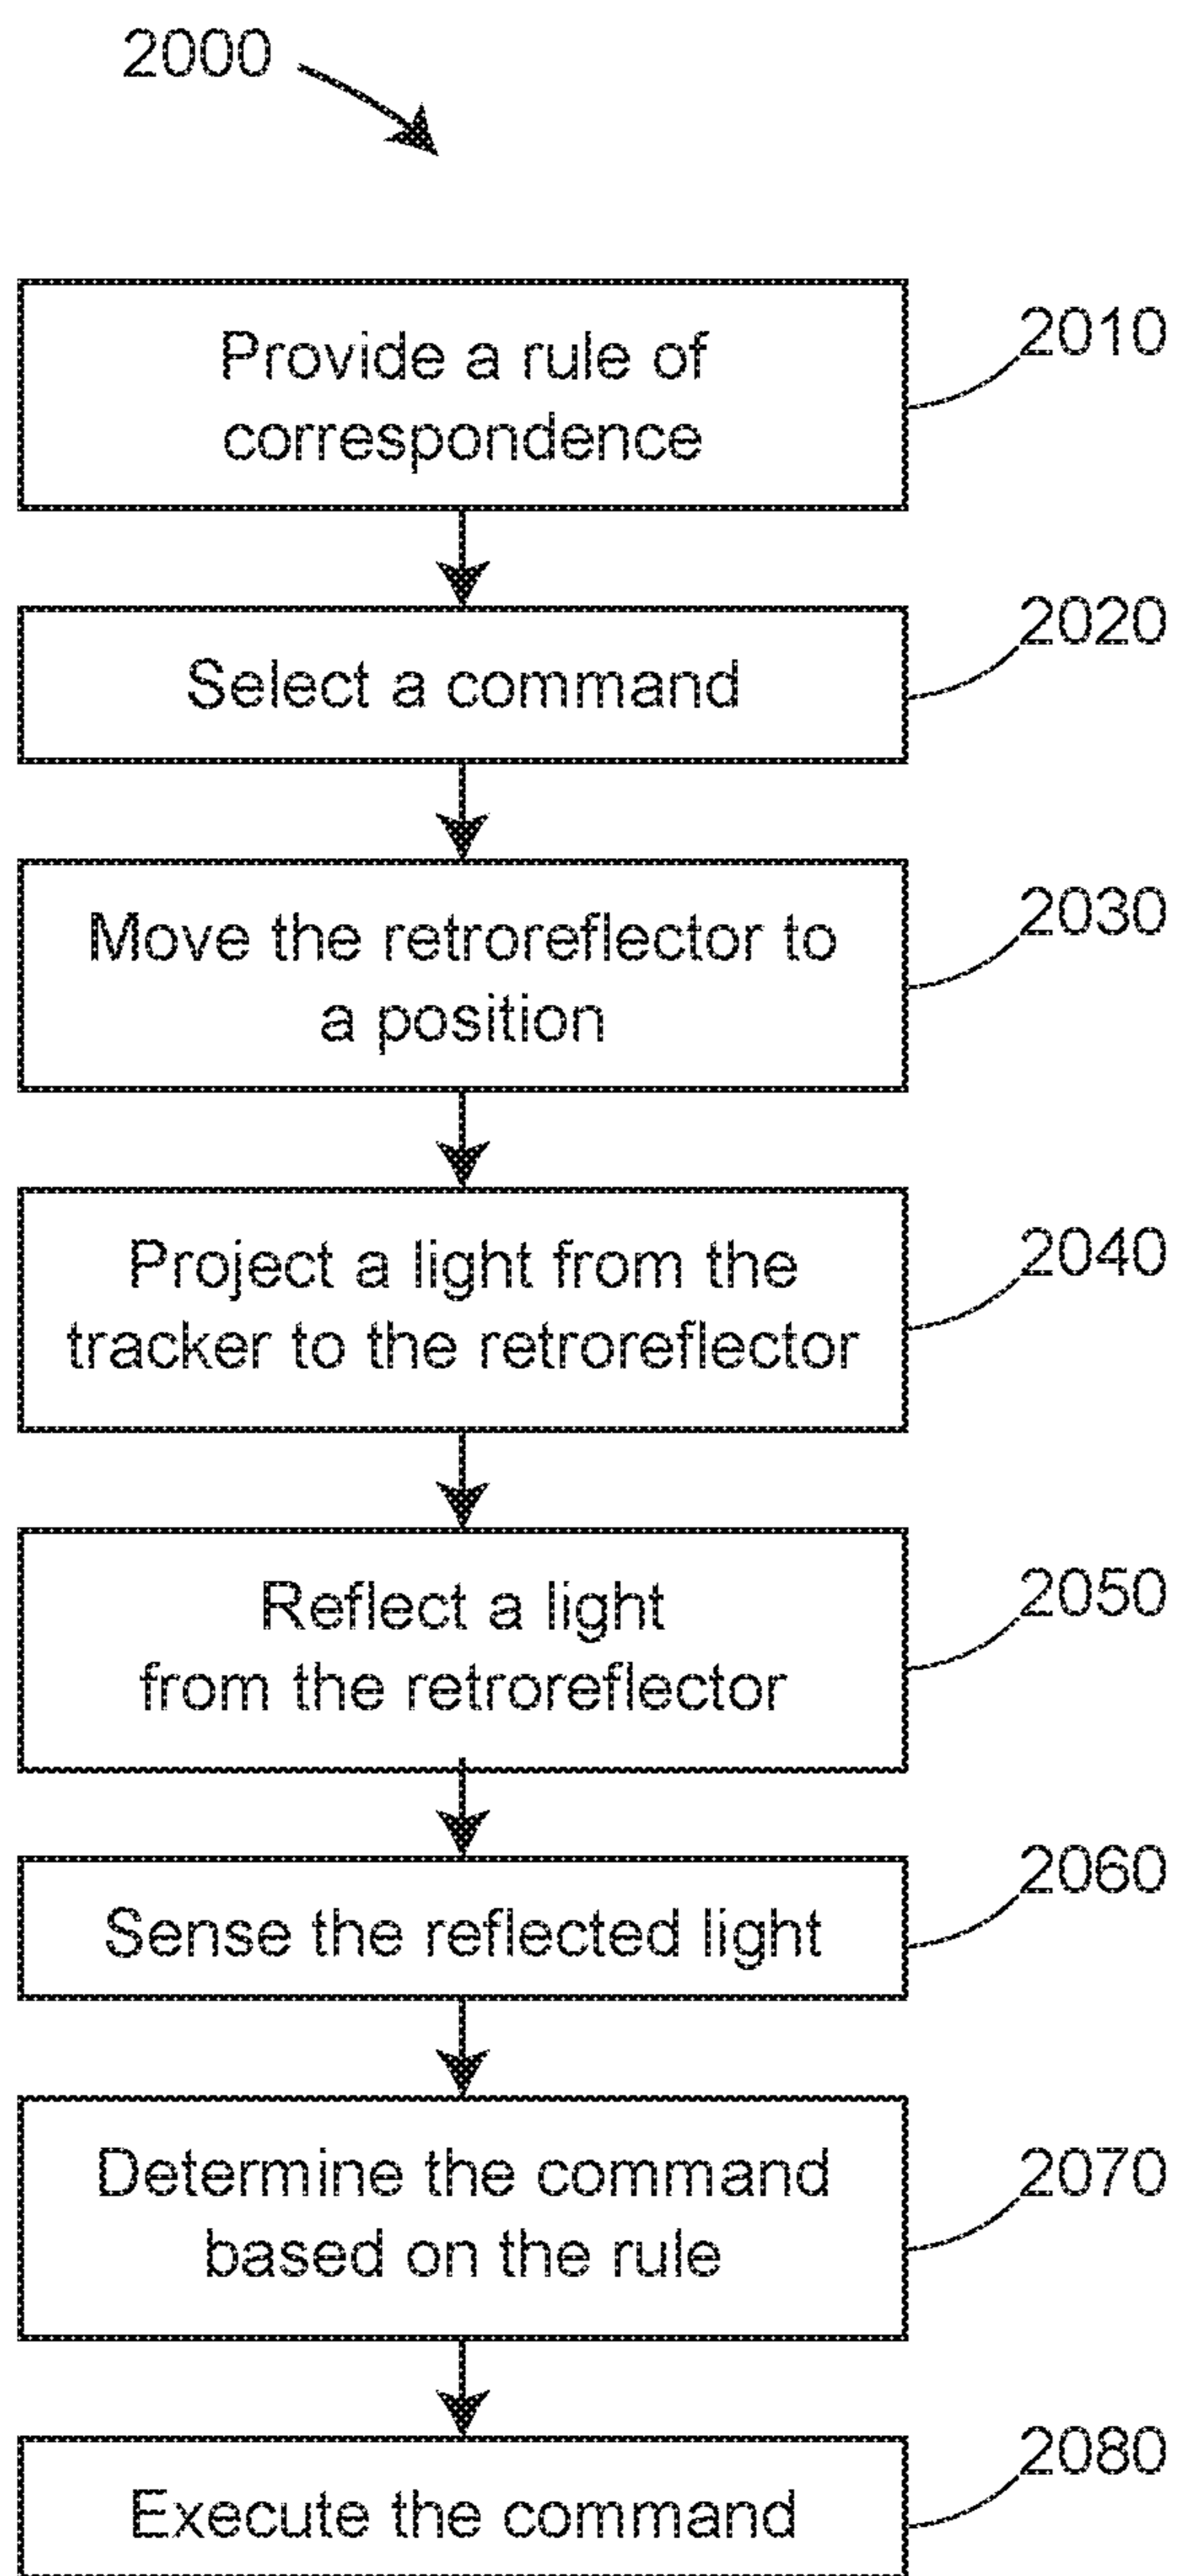 2000
Provide a rule of
correspondence
2010
Select a command
2020
Move the retroreflector to
a position
2030
Project a light from the
tracker to the retroreflector
2040
Reflect a light
from the retroreflector
2050
Sense the reflected light
2060
Determine the command
based on the rule
2070
Execute the command
2080